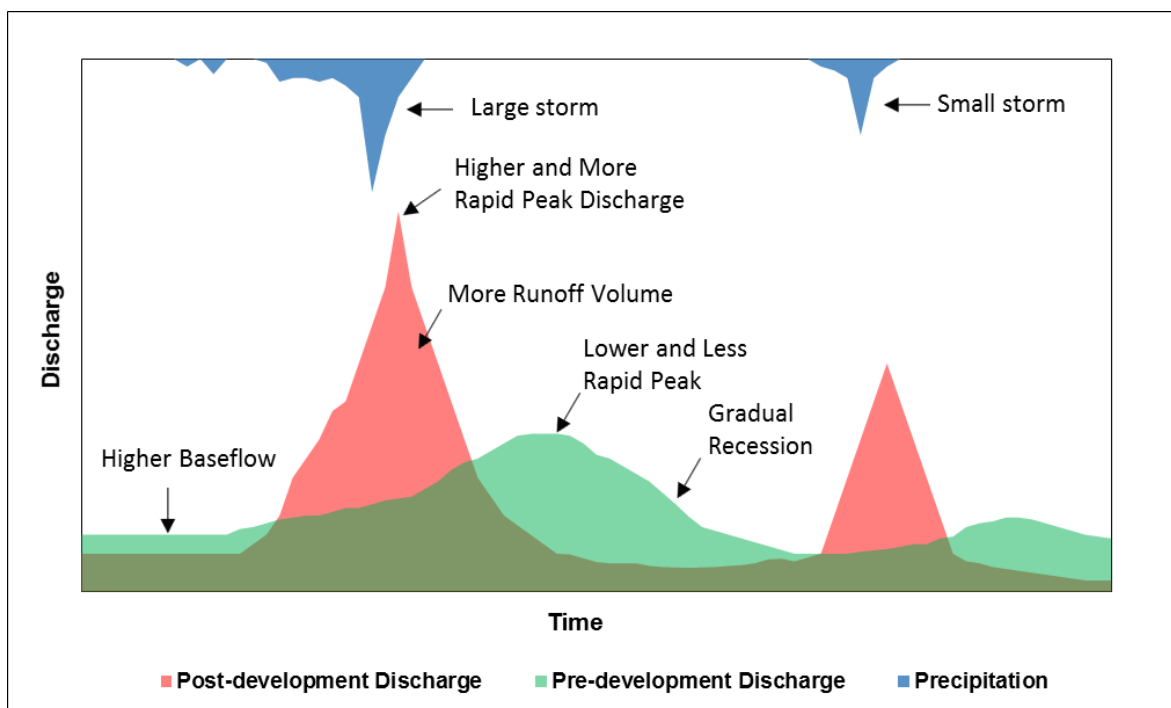 Large storm
Small storm
Higher and More
Rapid Peak Discharge
More Runoff Volume
Lower and Less
Rapid Peak
Gradual
Recession
Higher Baseflow
Discharge
Time
Post-development Discharge
Pre-development Discharge
Precipitation